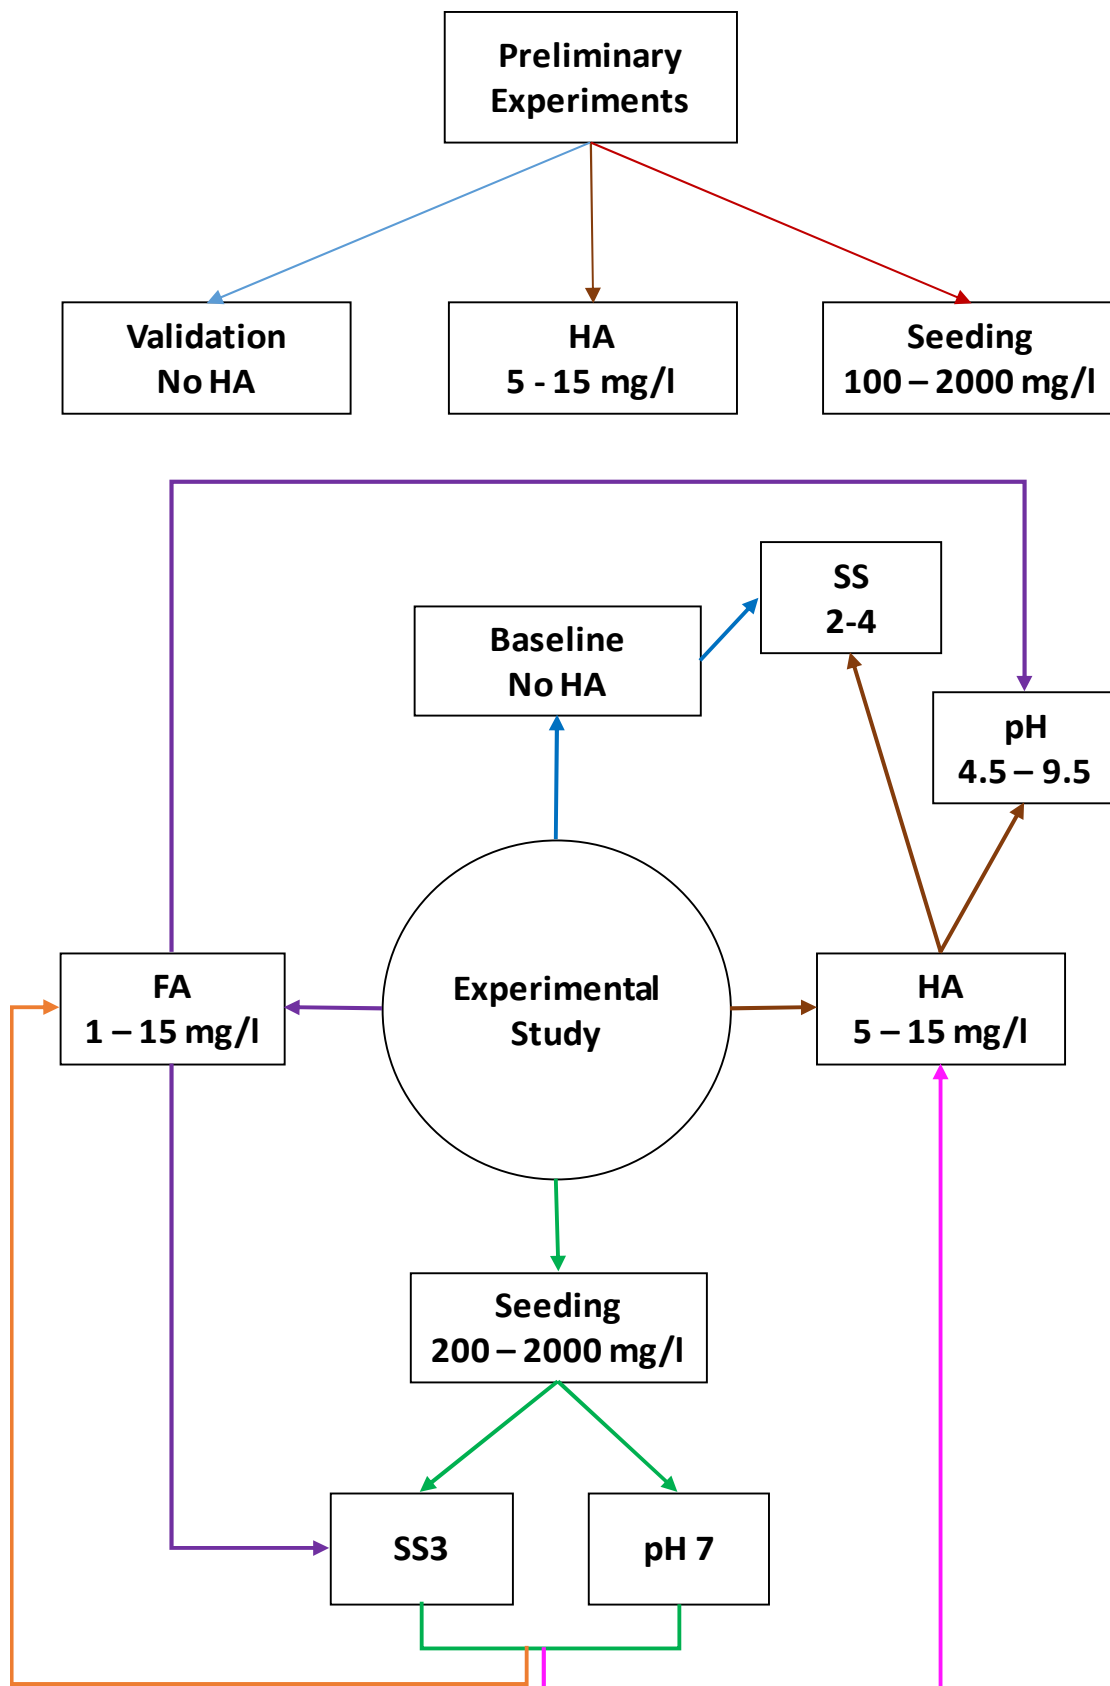 Preliminary
Experiments
Validation
No HA
HA
5 - 15 mg/l
Seeding
100 – 2000 mg/l
SS
2-4
Baseline
No HA
pH
4.5 – 9.5
FA
1 – 15 mg/l
Experimental
Study
HA
5 – 15 mg/l
Seeding
200 – 2000 mg/l
SS3
pH 7